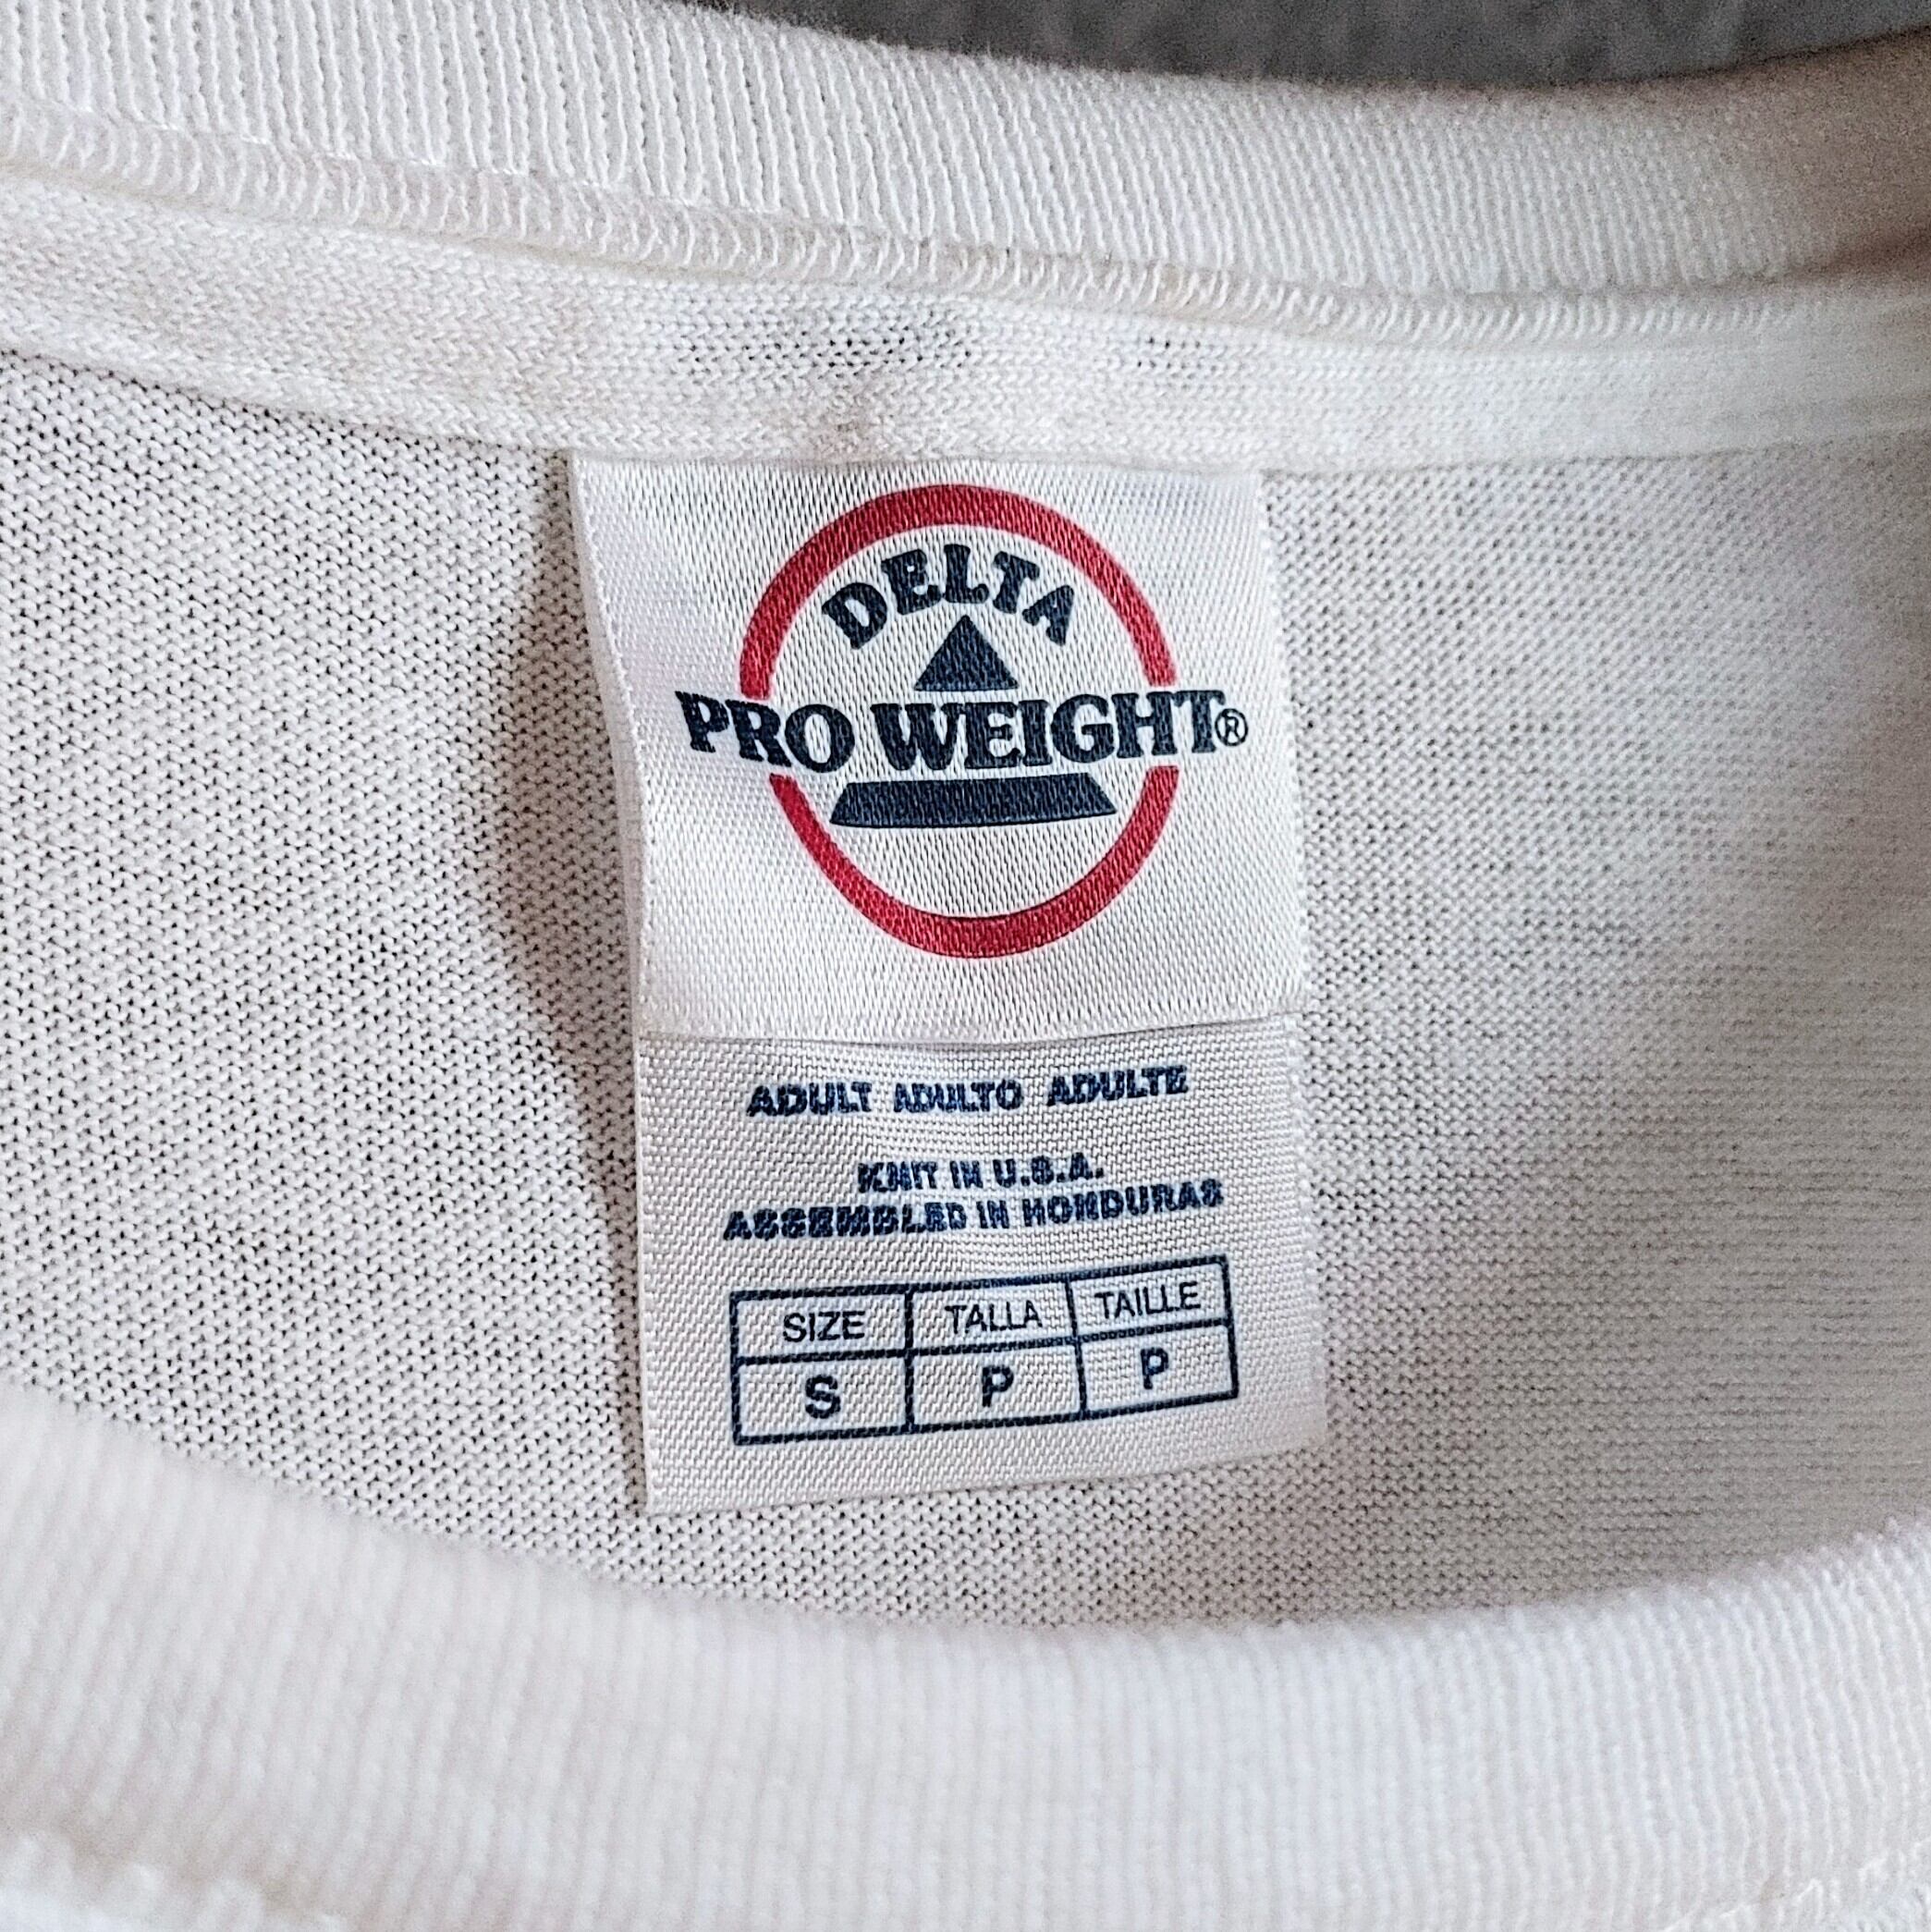 DELTA
PRO WEIGHT®
ADULT ADULTO ADULTE
KNIT IN U.S.A.
ASSEMBLED IN HONDURAS
SIZE TALLA TAILLE
S P P